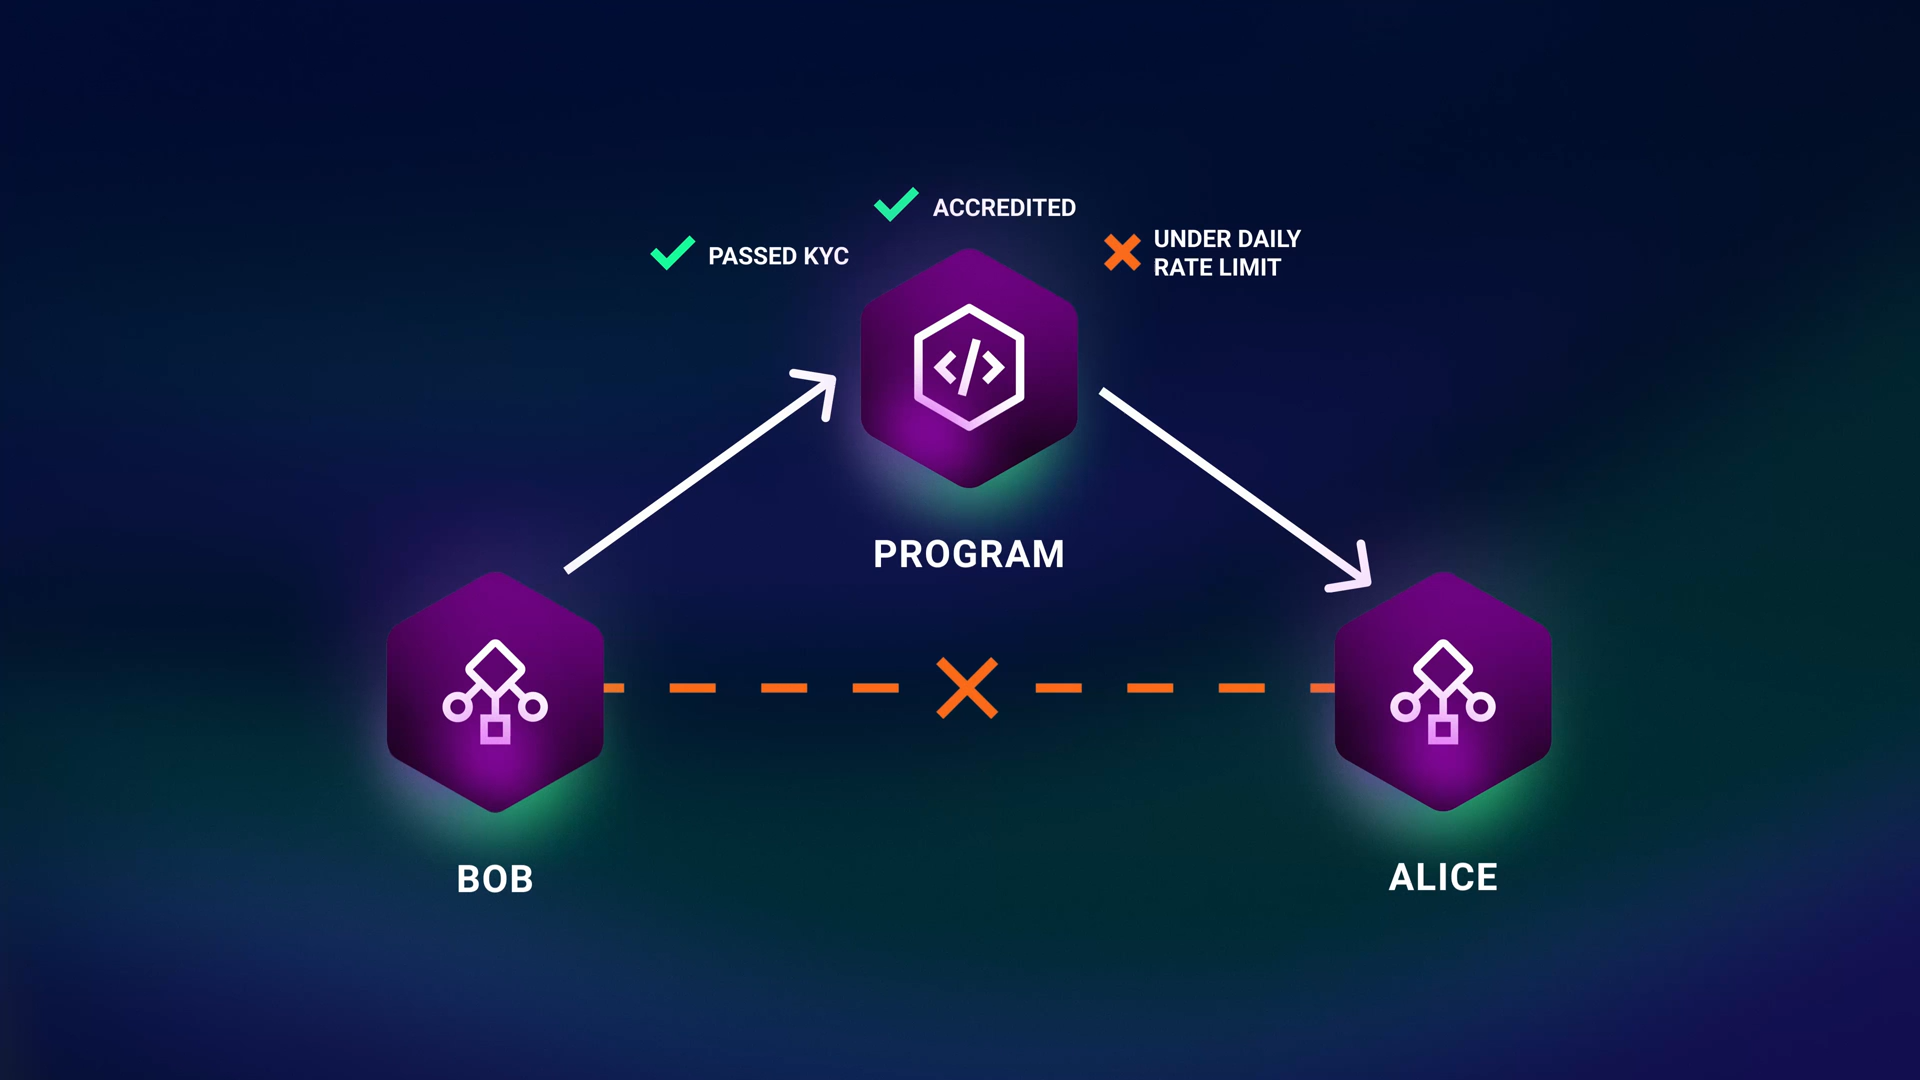 ACCREDITED
PASSED KYC
UNDER DAILY
RATE LIMIT
</>
PROGRAM
BOB
ALICE